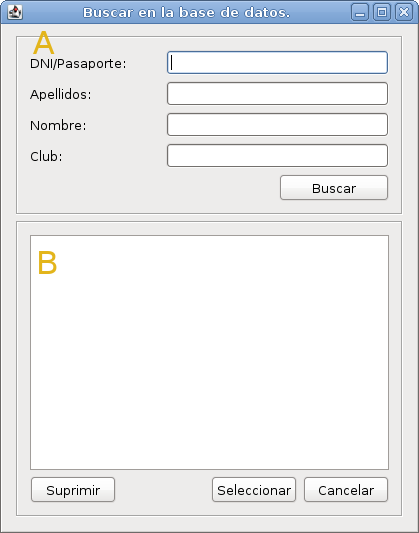 Buscar en la base de datos.
A
DNI/Pasaporte:
Apellidos:
Nombre:
Club:
Buscar
B
Suprimir Seleccionar Cancelar